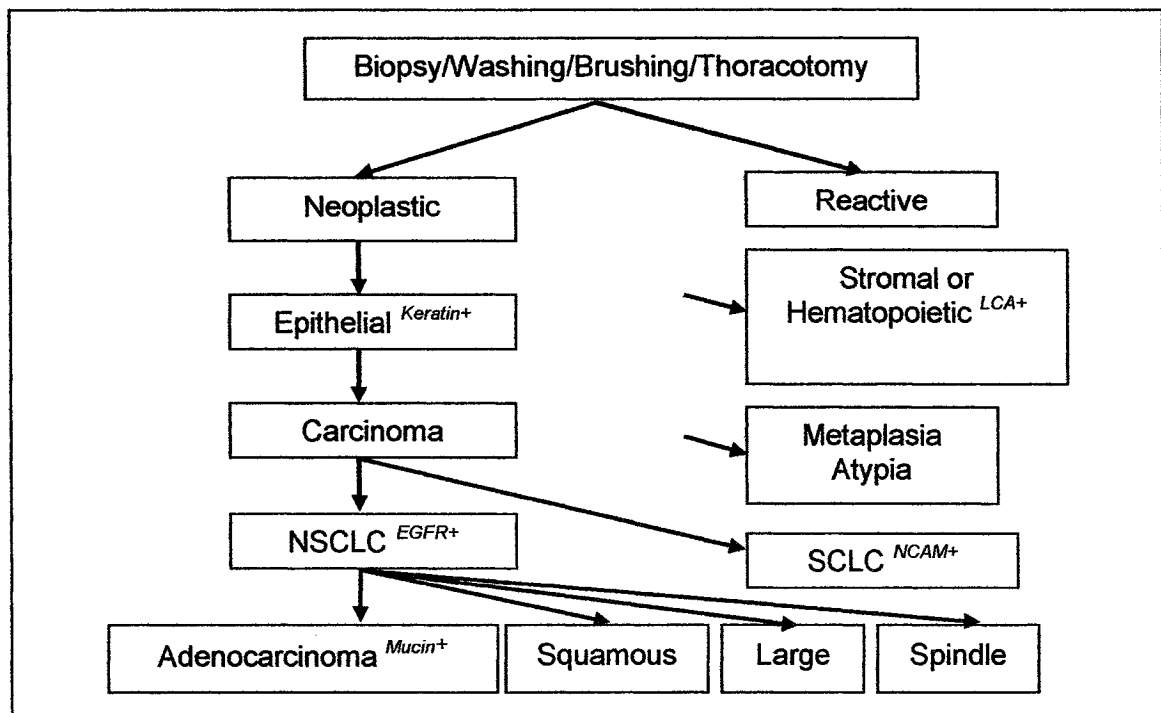 Biopsy/Washing/Brushing/Thoracotomy
Neoplastic
Reactive
Epithelial Keratin+
Stromal or
Hematopoietic LCA+
Carcinoma
Metaplasia
Atypia
NSCLC EGFR+
SCLC NCAM+
Adenocarcinoma Mucin+
Squamous
Large
Spindle